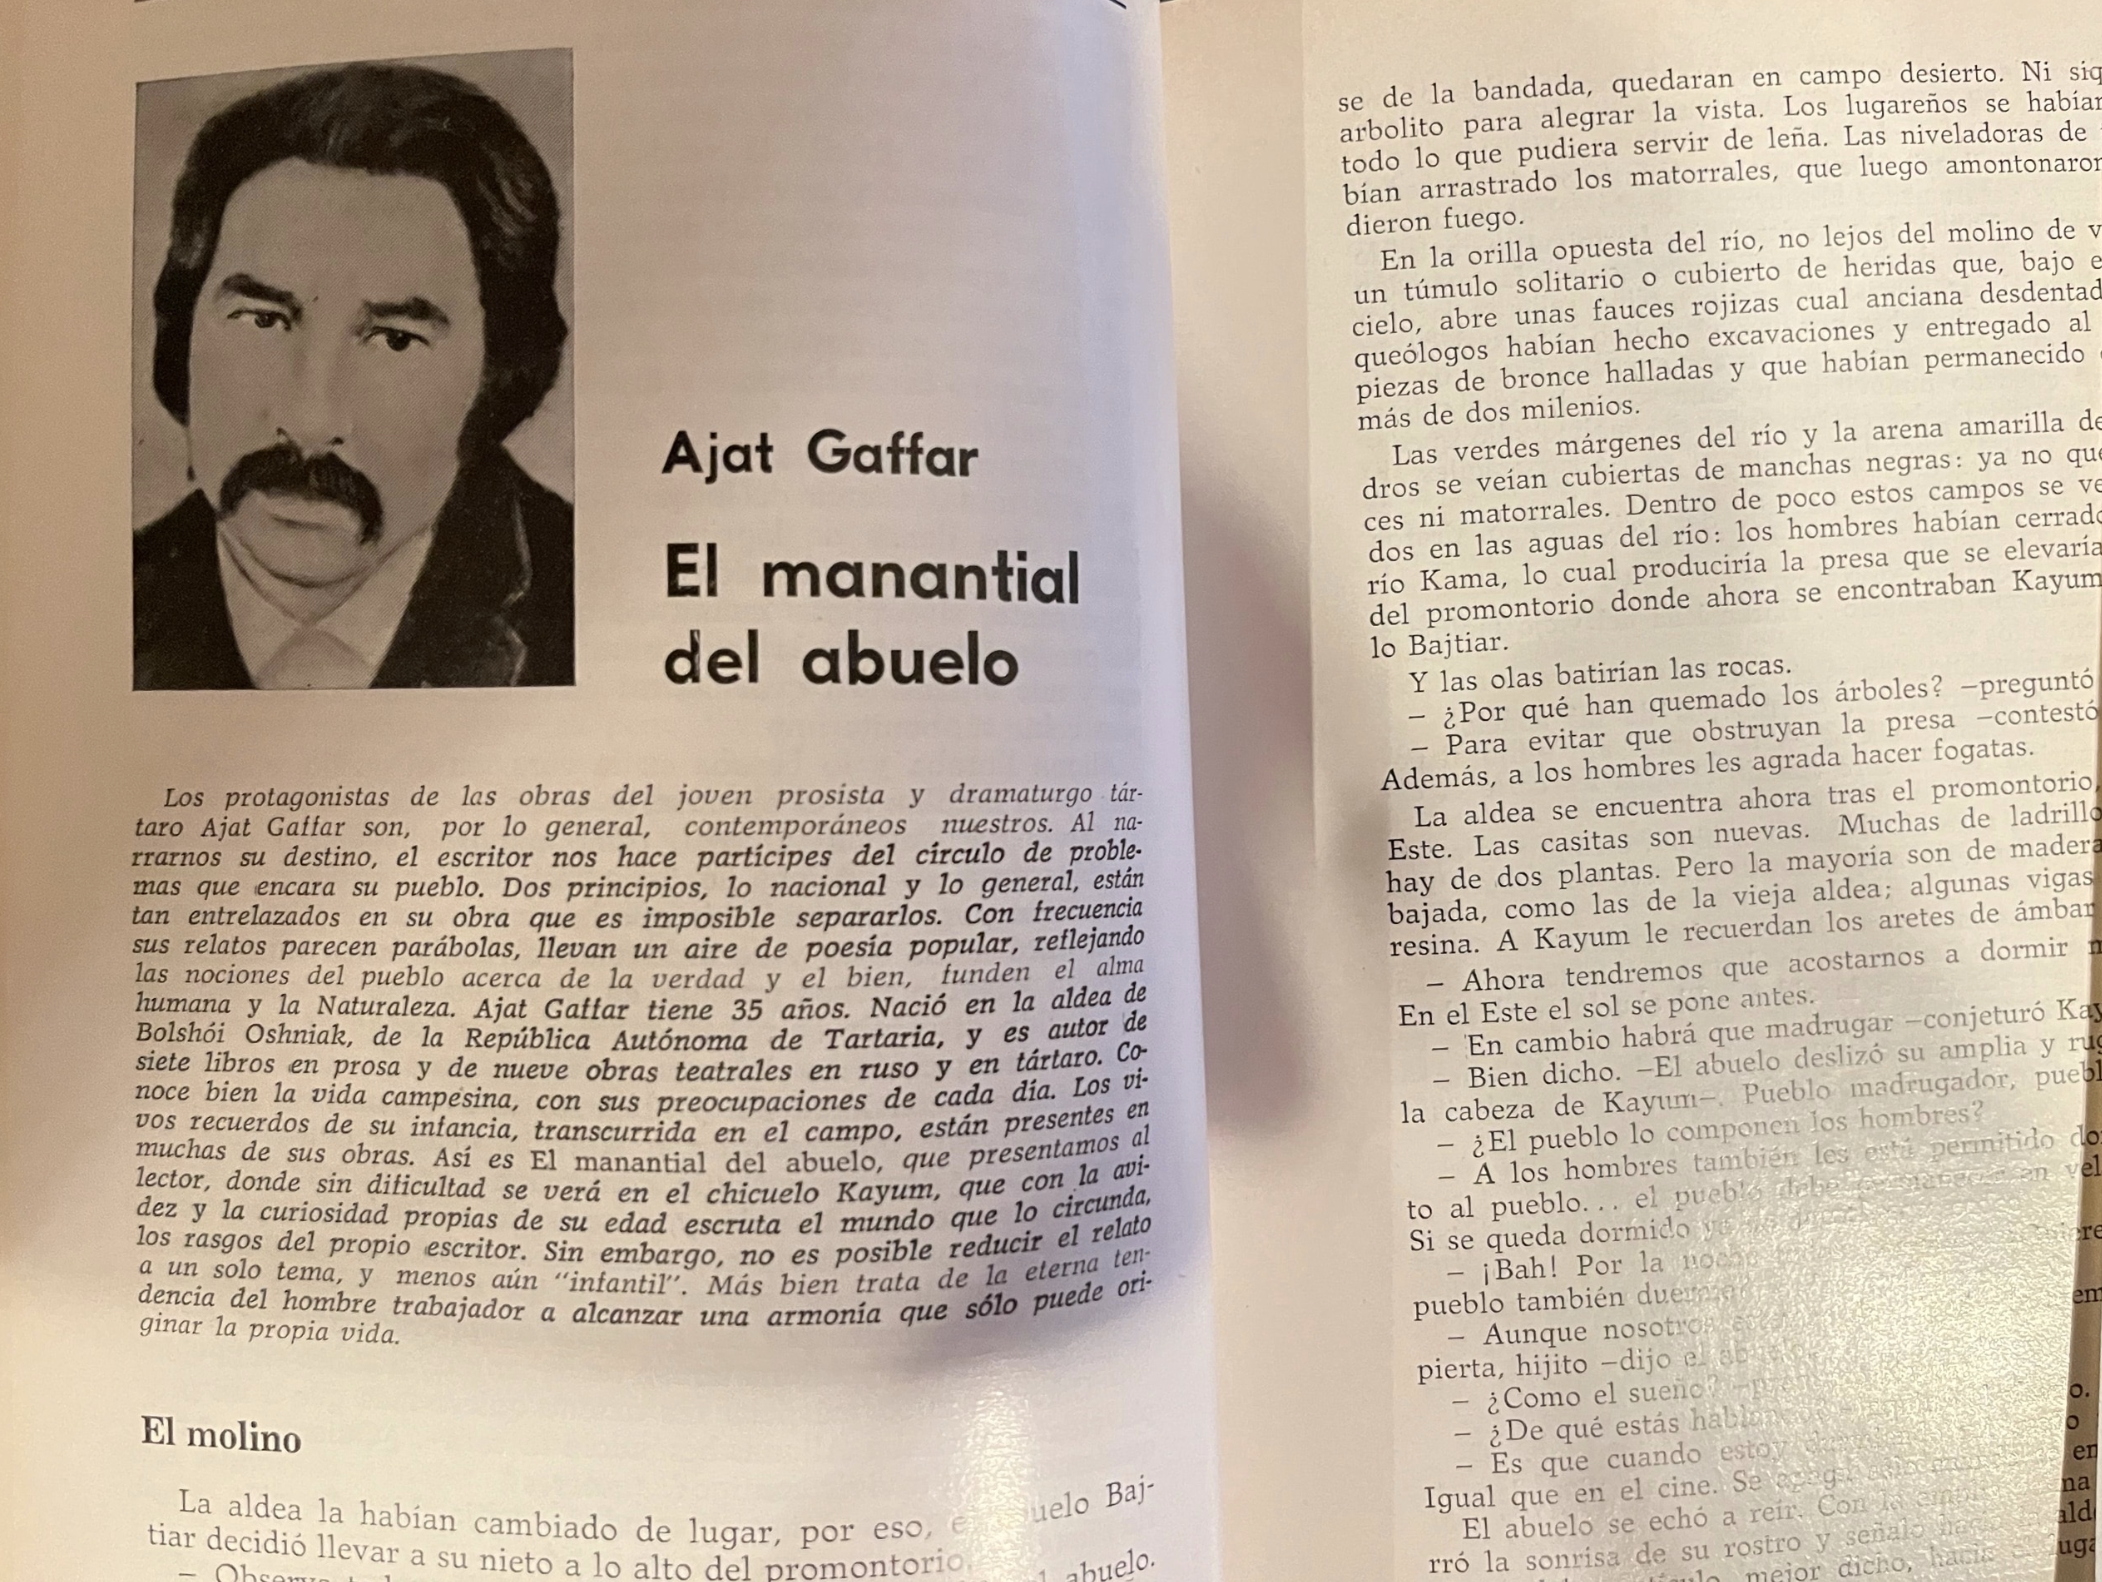 Ajat Gaffar
El manantial
del abuelo
Los protagonistas de las obras del joven prosista y dramaturgo tár-
taro Ajat Gaffar son, por lo general, contemporáneos nuestros. Al na-
rrarnos su destino, el escritor nos hace partícipes del círculo de proble-
mas que encara su pueblo. Dos principios, lo nacional y lo general, están
tan entrelazados en su obra que es imposible separarlos. Con frecuencia
sus relatos parecen parábolas, llevan un aire de poesía popular, reflejando
las nociones del pueblo acerca de la verdad y el bien, funden el alma
humana y la Naturaleza. Ajat Gaffar tiene 35 años. Nació en la aldea de
Bolshói Oshniak, de la República Autónoma de Tartaria, y es autor de
siete libros en prosa y de nueve obras teatrales en ruso y en tártaro. Co-
noce bien la vida campesina, con sus preocupaciones de cada día. Los vi-
vos recuerdos de su infancia, transcurrida en el campo, están presentes en
muchas de sus obras. Así es El manantial del abuelo, que presentamos al
lector, donde sin dificultad se verá en el chicuelo Kayum, que con la avi-
dez y la curiosidad propias de su edad escruta el mundo que lo circunda,
los rasgos del propio escritor. Sin embargo, no es posible reducir el relato
a un solo tema, y menos aún "infantil". Más bien trata de la eterna ten-
dencia del hombre trabajador a alcanzar una armonía que sólo puede ori-
ginar la propia vida.
El molino
La aldea la habían cambiado de lugar, por eso, Baj-
tiar decidió llevar a su nieto a lo alto del promontorio.
abuelo.
se de la bandada, quedaran en campo desierto. Ni
arbolito para alegrar la vista. Los lugareños se
todo lo que pudiera servir de leña. Las niveladoras de
bían arrastrado los matorrales, que luego
dieron fuego.
En la orilla opuesta del río, no lejos del molino de
un túmulo solitario o cubierto de heridas que, bajo
cielo, abre unas fauces rojizas cual anciana
queólogos habían hecho excavaciones y entregado al
piezas de bronce halladas y que habían permanecido
más de dos milenios.
Las verdes márgenes del río y la arena amarilla
dros se veían cubiertas de manchas negras: ya no
ces ni matorrales. Dentro de poco estos campos se
dos en las aguas del río: los hombres habían
río Kama, lo cual produciría la presa que se elevaría
del promontorio donde ahora se encontraban Kayum
lo Bajtiar.
Y las olas batirían las rocas.
– ¿Por qué han quemado los árboles? –preguntó
– Para evitar que obstruyan la presa –contestó
Además, a los hombres les agrada hacer fogatas.
La aldea se encuentra ahora tras el promontorio,
Este. Las casitas son nuevas. Muchas de
hay de dos plantas. Pero la mayoría son de
bajada, como las de la vieja aldea; algunas vigas
resina. A Kayum le recuerdan los aretes de ámbar
– Ahora tendremos que acostarnos a dormir
En el Este el sol se pone antes.
– En cambio habrá que madrugar –conjeturó
– Bien dicho. –El abuelo deslizó su amplia y
la cabeza de Kayum–. Pueblo madrugador,
– ¿El pueblo lo componen los hombres?
– A los hombres también les está permitido
to al pueblo... el pueblo debe en
Si se queda dormido
– ¡Bah! Por la
pueblo también
– Aunque
pierta, hijito –dijo
– ¿Como el sueño?
– ¿De qué estás
– Es que cuando estoy
Igual que en el cine. Se
El abuelo se echó a reír. Con
rró la sonrisa de su rostro y señaló
mejor dicho, hacia